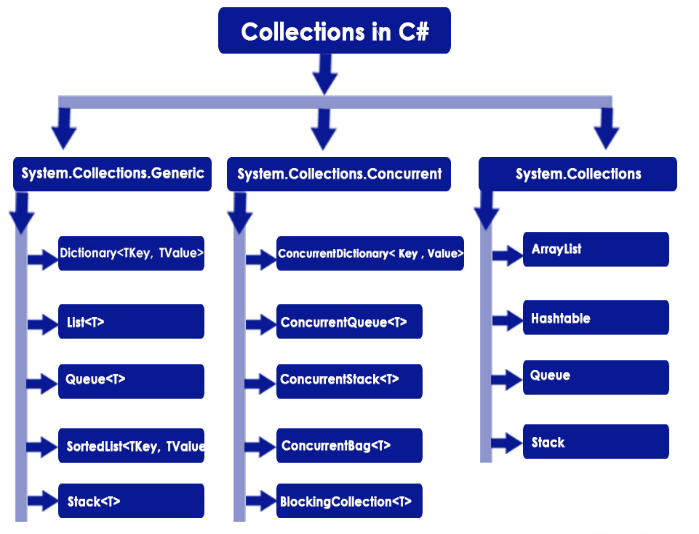 Collections in C#
System.Collections.Generic
Dictionary<TKey, TValue>
List<T>
Queue<T>
SortedList<TKey, TValue
Stack<T>
System.Collections.Concurrent
ConcurrentDictionary< Key , Value>
ConcurrentQueue<T>
ConcurrentStack<T>
ConcurrentBag<T>
BlockingCollection<T>
System.Collections
ArrayList
Hashtable
Queue
Stack